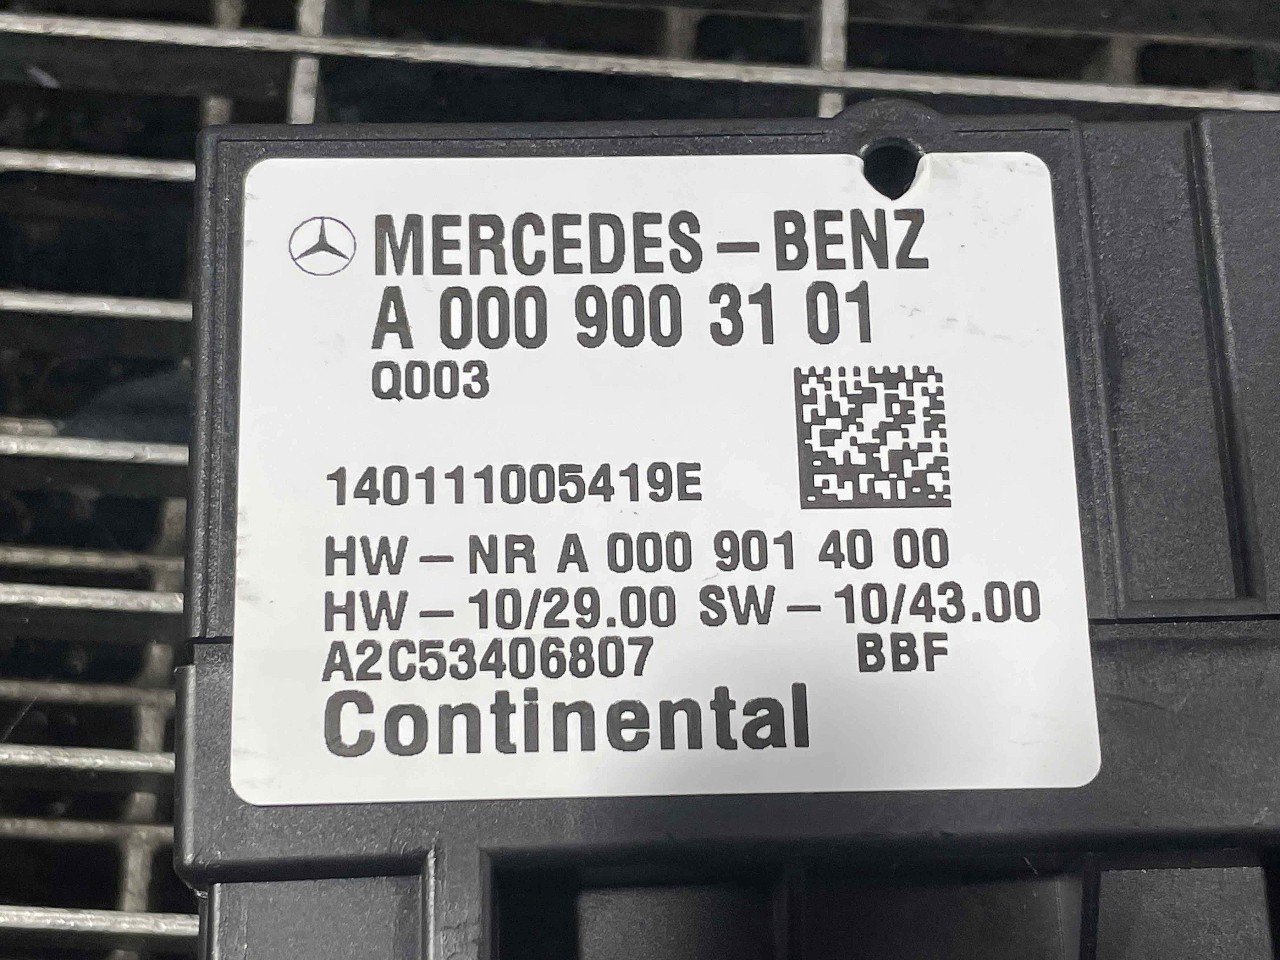 MERCEDES-BENZ
A 000 900 31 01
Q003
140111005419E
HW-NR A 000 901 40 00
HW-10/29.00 SW-10/43.00
A2C53406807 BBF
Continental